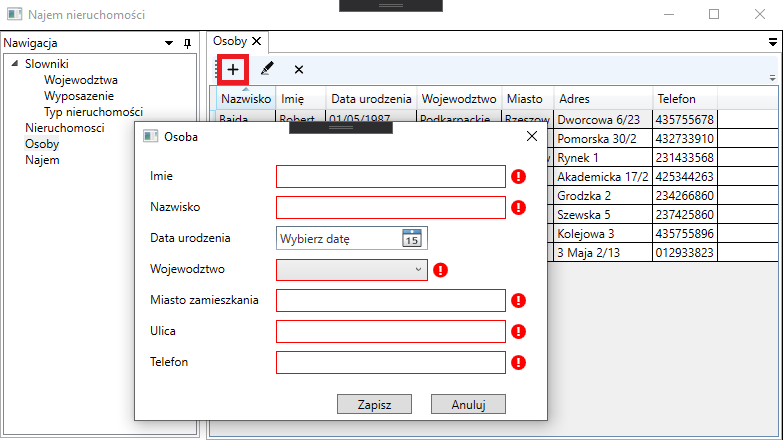 Najem nieruchomości
Nawigacja
Slowniki
Wojewodztwa
Wyposazenie
Typ nieruchomości
Nieruchomosci
Osoby
Najem
Osoby
Nazwisko Imię Data urodzenia Wojewodztwo Miasto Adres Telefon
Bajda Robert 01/05/1987 Podkarpackie Rzeszow Dworcowa 6/23 435755678
Pomorska 30/2 432733910
Rynek 1 231433568
Akademicka 17/2 425344263
Grodzka 2 234266860
Szewska 5 237425860
Kolejowa 3 435755896
3 Maja 2/13 012933823
Osoba
Imie
Nazwisko
Data urodzenia Wybierz datę 15
Wojewodztwo
Miasto zamieszkania
Ulica
Telefon
Zapisz Anuluj